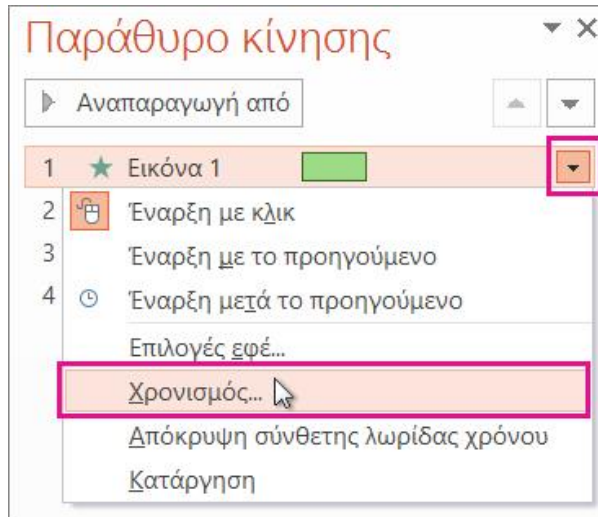 Παράθυρο κίνησης
Αναπαραγωγή από
1 Εικόνα 1
2 Έναρξη με κλικ
3 Έναρξη με το προηγούμενο
4 Έναρξη μετά το προηγούμενο
Επιλογές εφέ...
Χρονισμός...
Απόκρυψη σύνθετης λωρίδας χρόνου
Κατάργηση